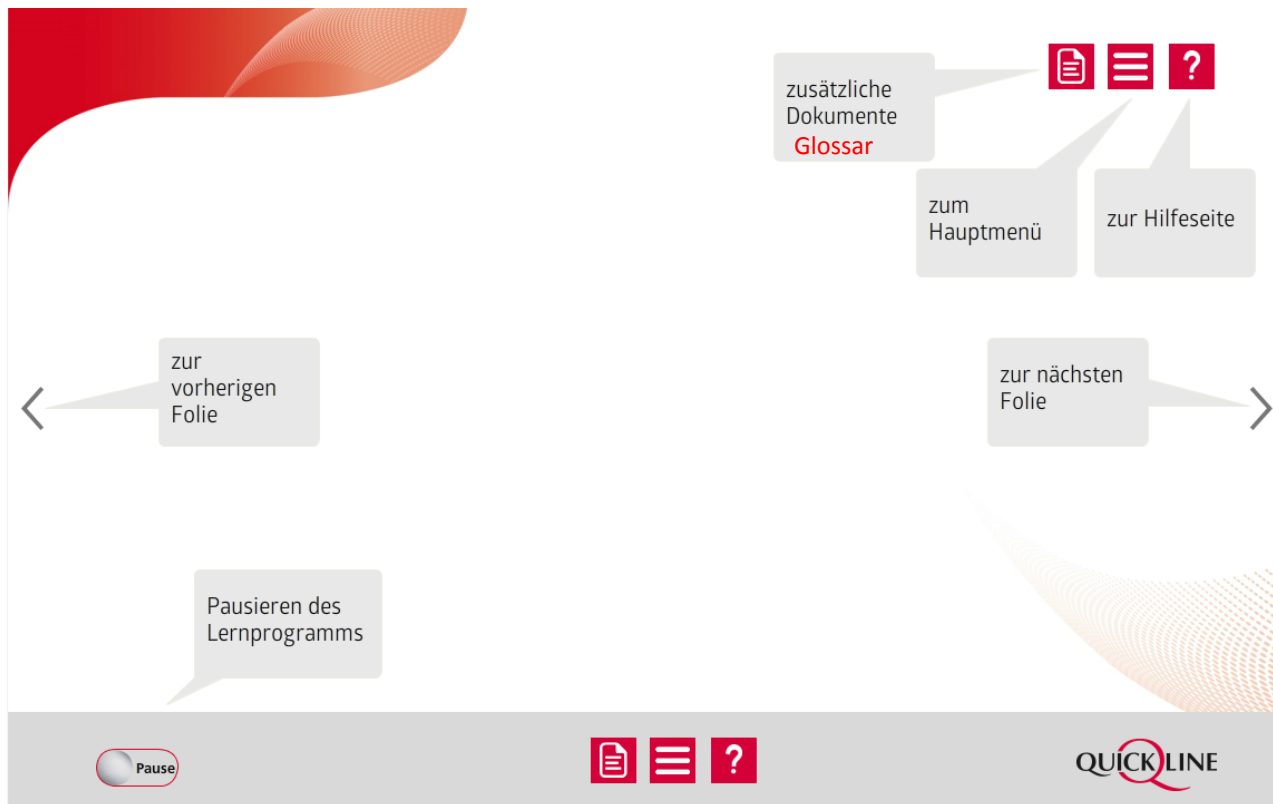 zusätzliche
Dokumente
Glossar
?
zum
Hauptmenü
zur Hilfeseite
zur
vorherigen
Folie
zur nächsten
Folie
Pausieren des
Lernprogramms
Pause
?
QUICKLINE